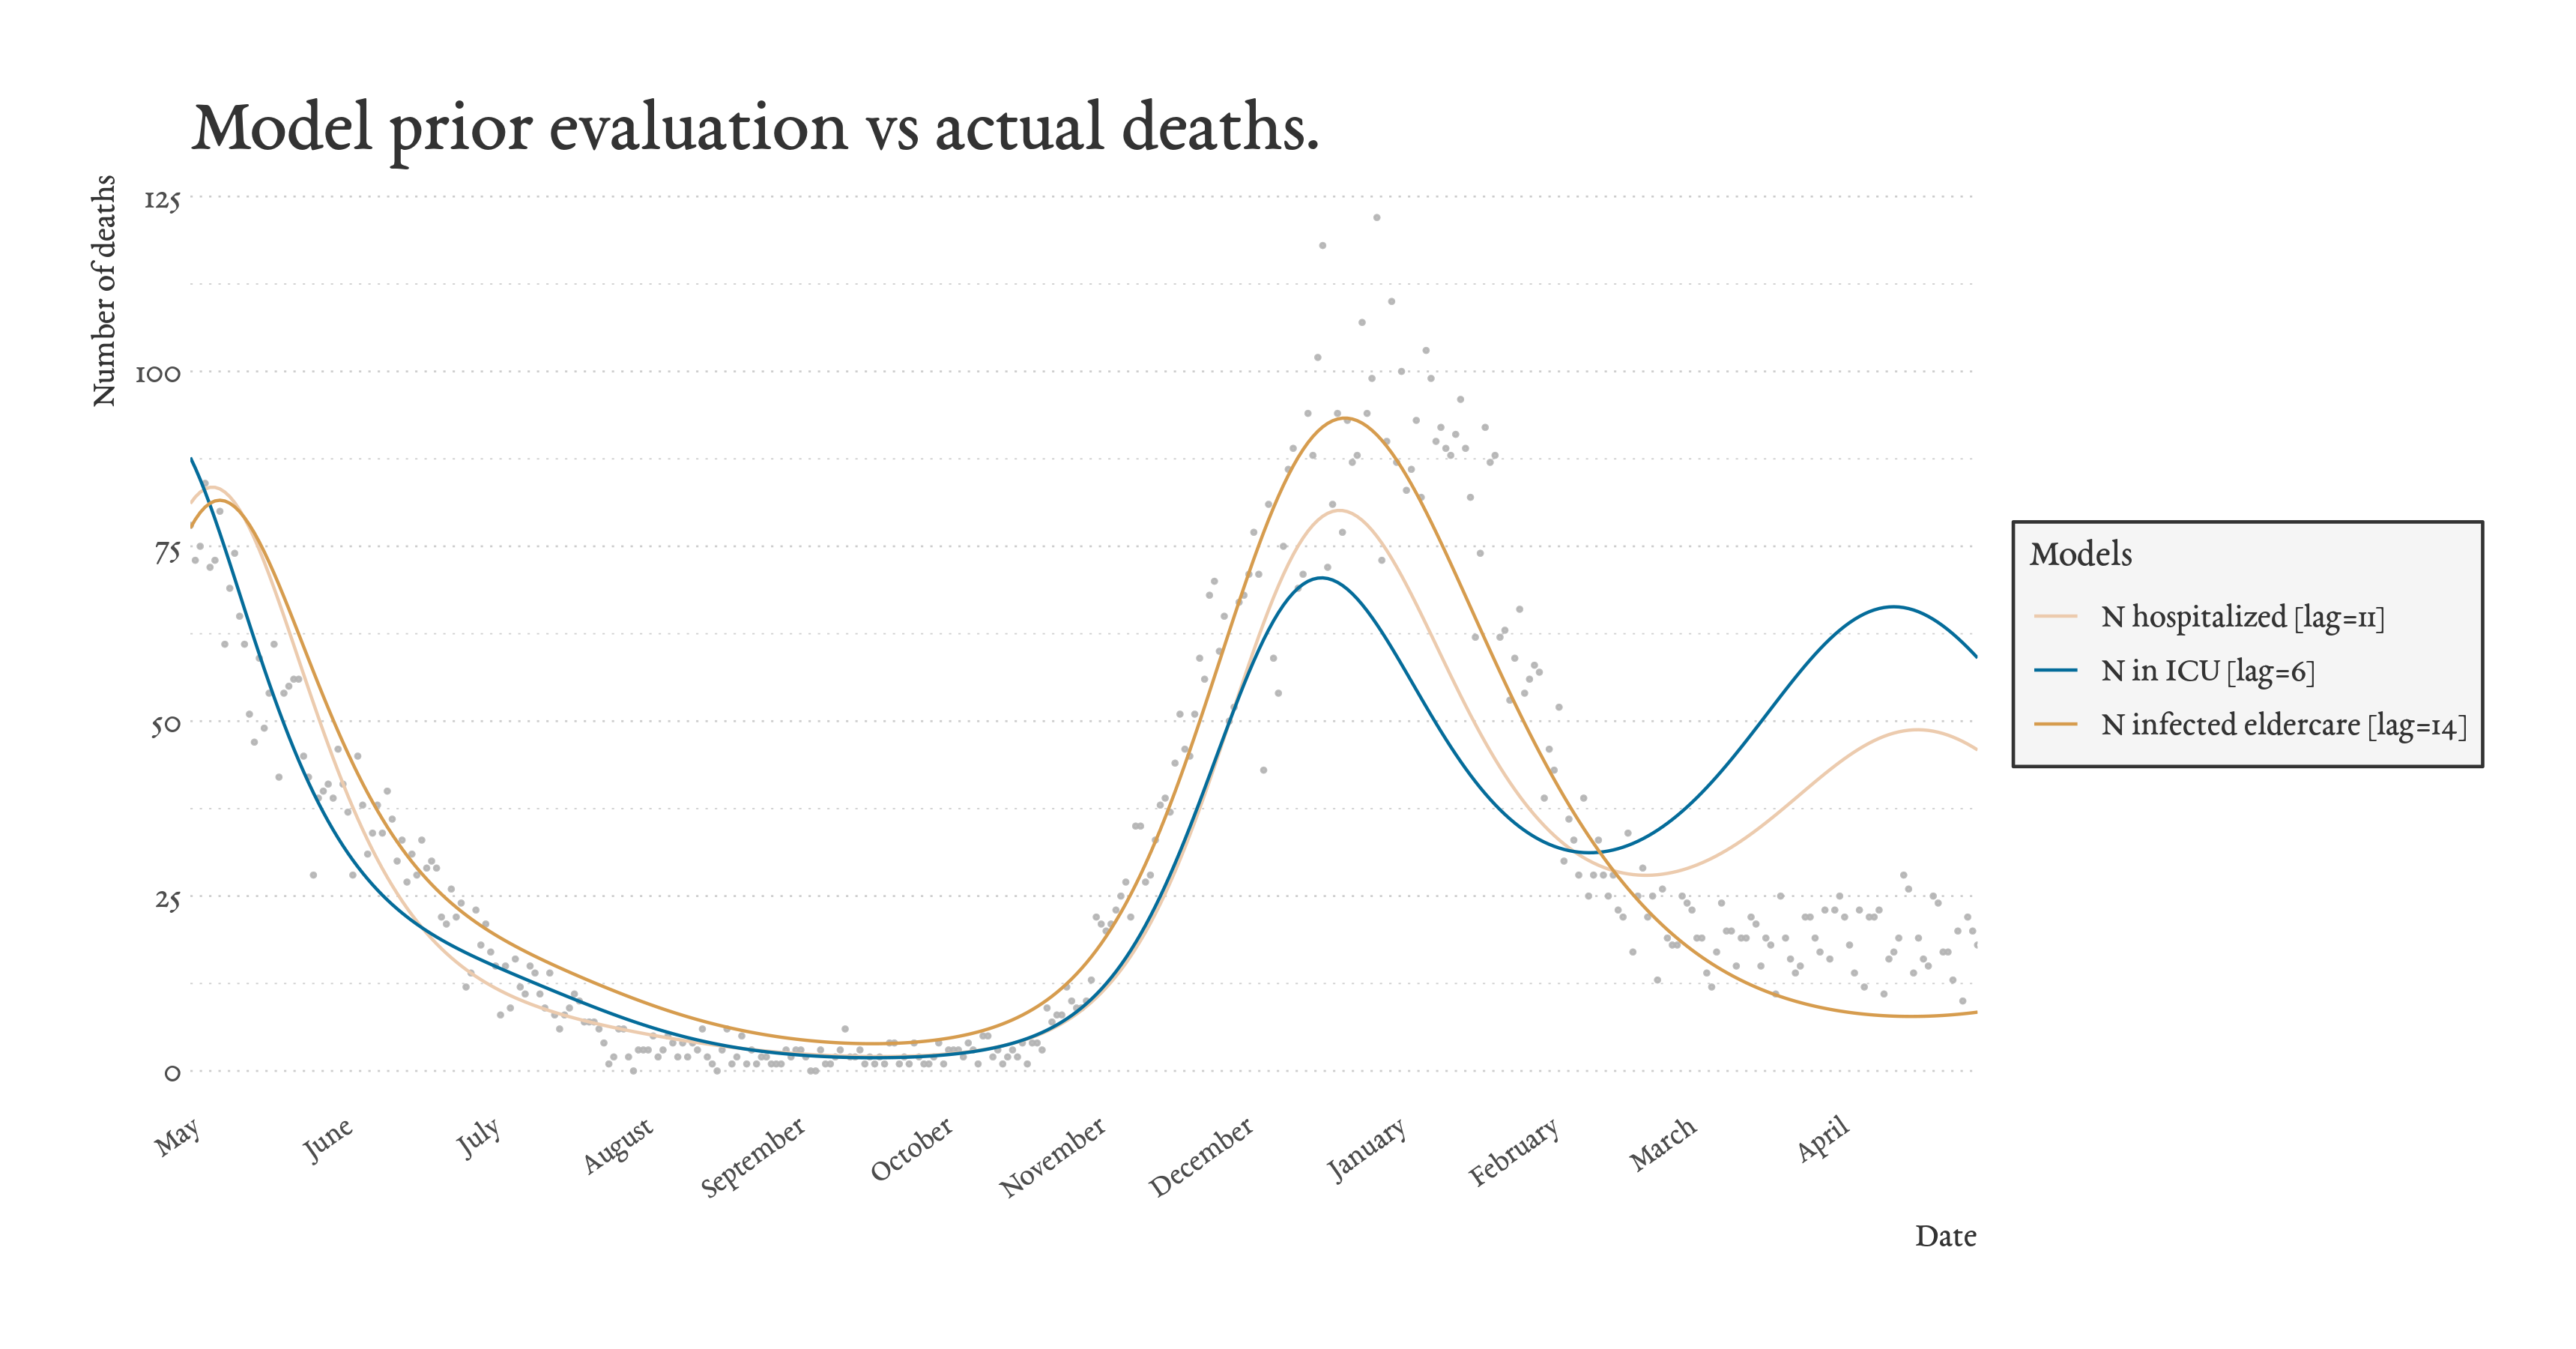 Model prior evaluation vs actual deaths.
Number of deaths
125
100
75
50
25
0
May
June
July
August
September
October
November
December
January
February
March
April
Date
Models
N hospitalized [lag=11]
N in ICU [lag=6]
N infected eldercare [lag=14]